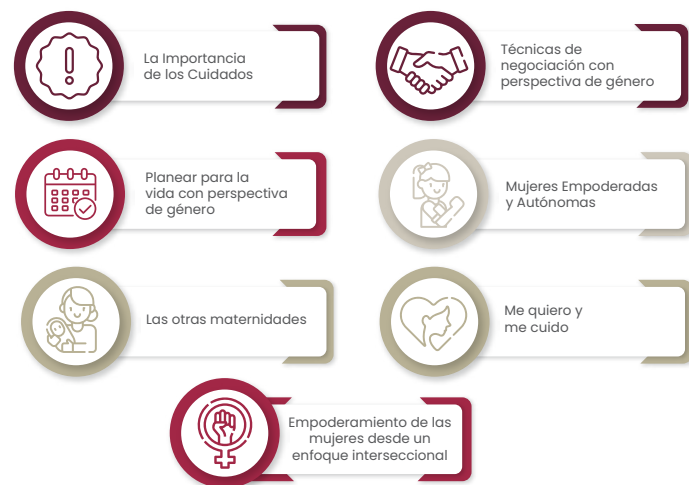 La Importancia
de los Cuidados
Técnicas de
negociación con
perspectiva de género
Planear para la
vida con perspectiva
de género
Mujeres Empoderadas
y Autónomas
Las otras maternidades
Me quiero y
me cuido
Empoderamiento de las
mujeres desde un
enfoque interseccional